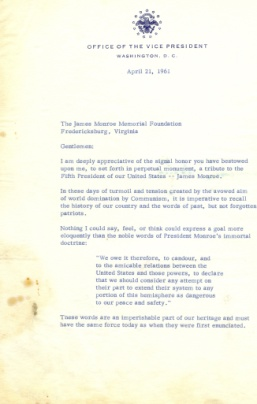 OFFICE OF THE VICE PRESIDENT
WASHINGTON, D. C.
April 21, 1961
The James Monroe Memorial Foundation
Fredericksburg, Virginia
Gentlemen:
I am deeply appreciative of the signal honor you have bestowed
upon me, to set forth in perpetual monument, a tribute to the
Fifth President of our United States -- James Monroe.
In these days of turmoil and tension created by the avowed aim
of world domination by Communism, it is imperative to recall
the history of our country and the words of past, but not forgotten
patriots.
Nothing I could say, feel, or think could express a goal more
eloquently than the noble words of President Monroe's immortal
doctrine:
"We owe it therefore, to candour, and
to the amicable relations between the
United States and those powers, to declare
that we should consider any attempt on
their part to extend their system to any
portion of this hemisphere as dangerous
to our peace and safety."
These words are an imperishable part of our heritage and must
have the same force today as when they were first enunciated.